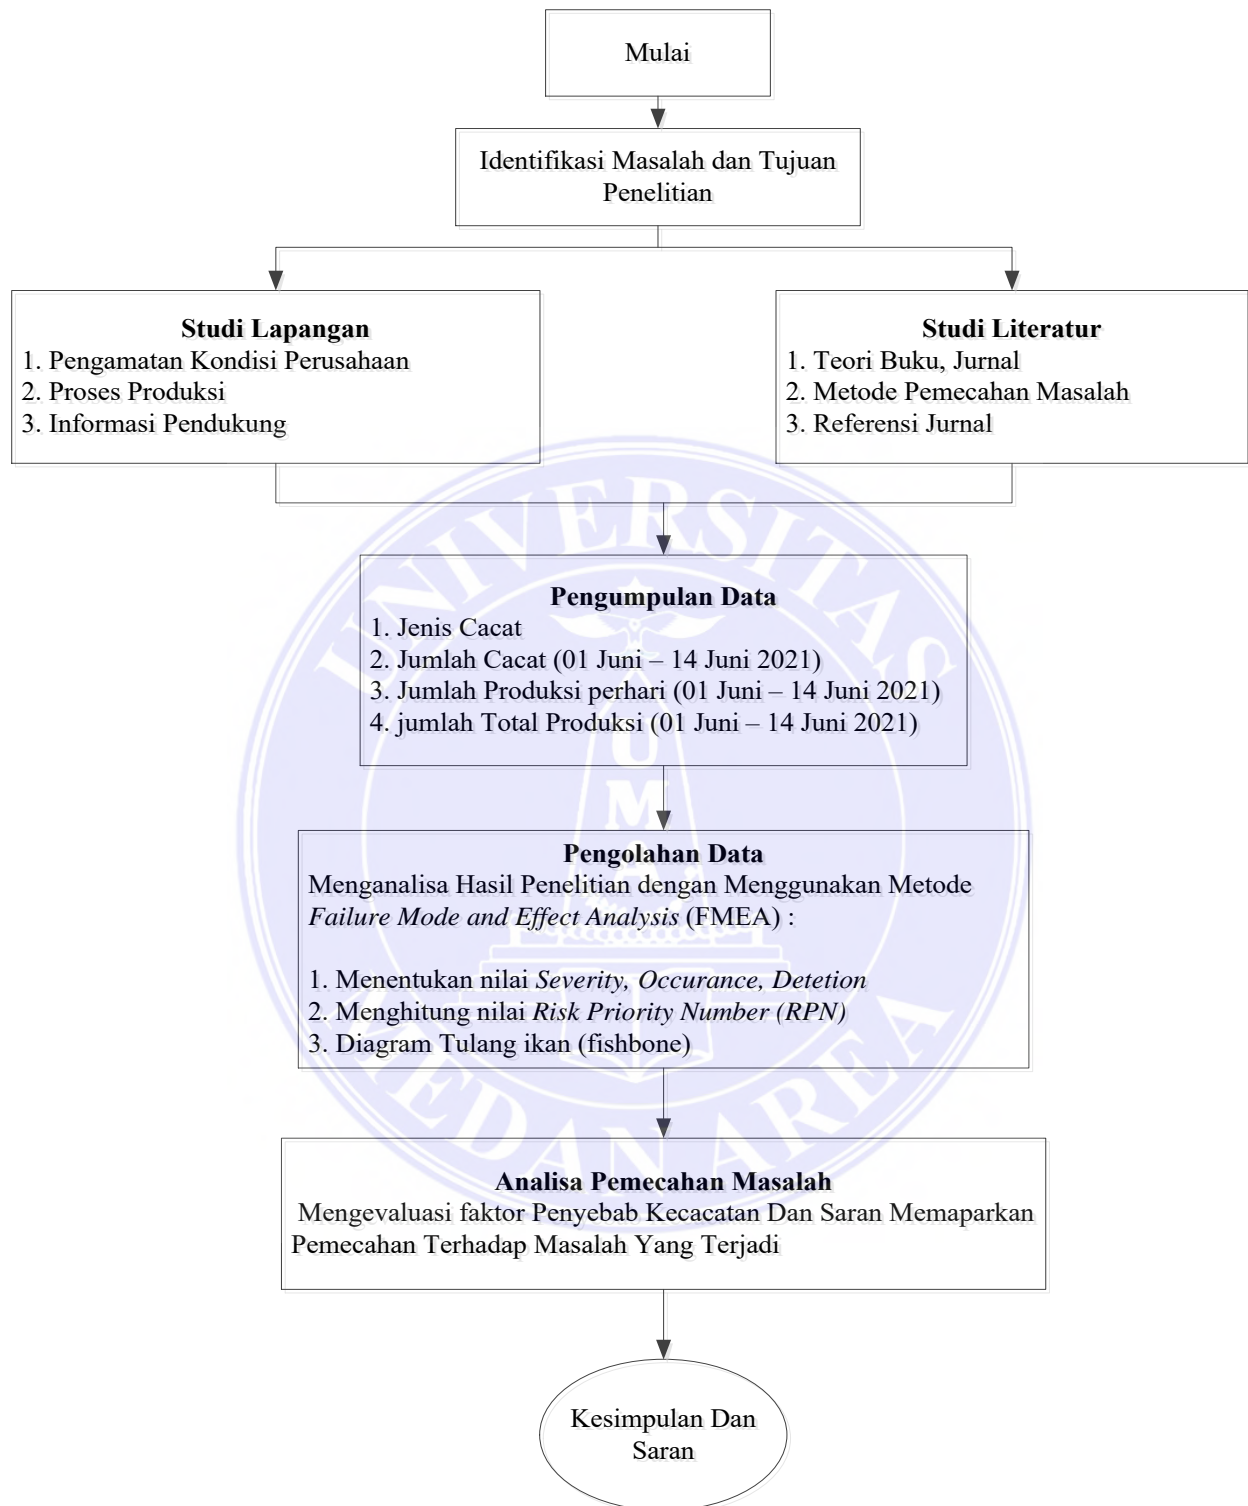 Mulai
Identifikasi Masalah dan Tujuan
Penelitian
Studi Lapangan
1. Pengamatan Kondisi Perusahaan
2. Proses Produksi
3. Informasi Pendukung
Studi Literatur
1. Teori Buku, Jurnal
2. Metode Pemecahan Masalah
3. Referensi Jurnal
Pengumpulan Data
1. Jenis Cacat
2. Jumlah Cacat (01 Juni – 14 Juni 2021)
3. Jumlah Produksi perhari (01 Juni – 14 Juni 2021)
4. jumlah Total Produksi (01 Juni – 14 Juni 2021)
Pengolahan Data
Menganalisa Hasil Penelitian dengan Menggunakan Metode
Failure Mode and Effect Analysis (FMEA) :
1. Menentukan nilai Severity, Occurance, Detetion
2. Menghitung nilai Risk Priority Number (RPN)
3. Diagram Tulang ikan (fishbone)
Analisa Pemecahan Masalah
Mengevaluasi faktor Penyebab Kecacatan Dan Saran Memaparkan
Pemecahan Terhadap Masalah Yang Terjadi
Kesimpulan Dan
Saran
UNIVERSITAS
MEDAN AREA
UMA